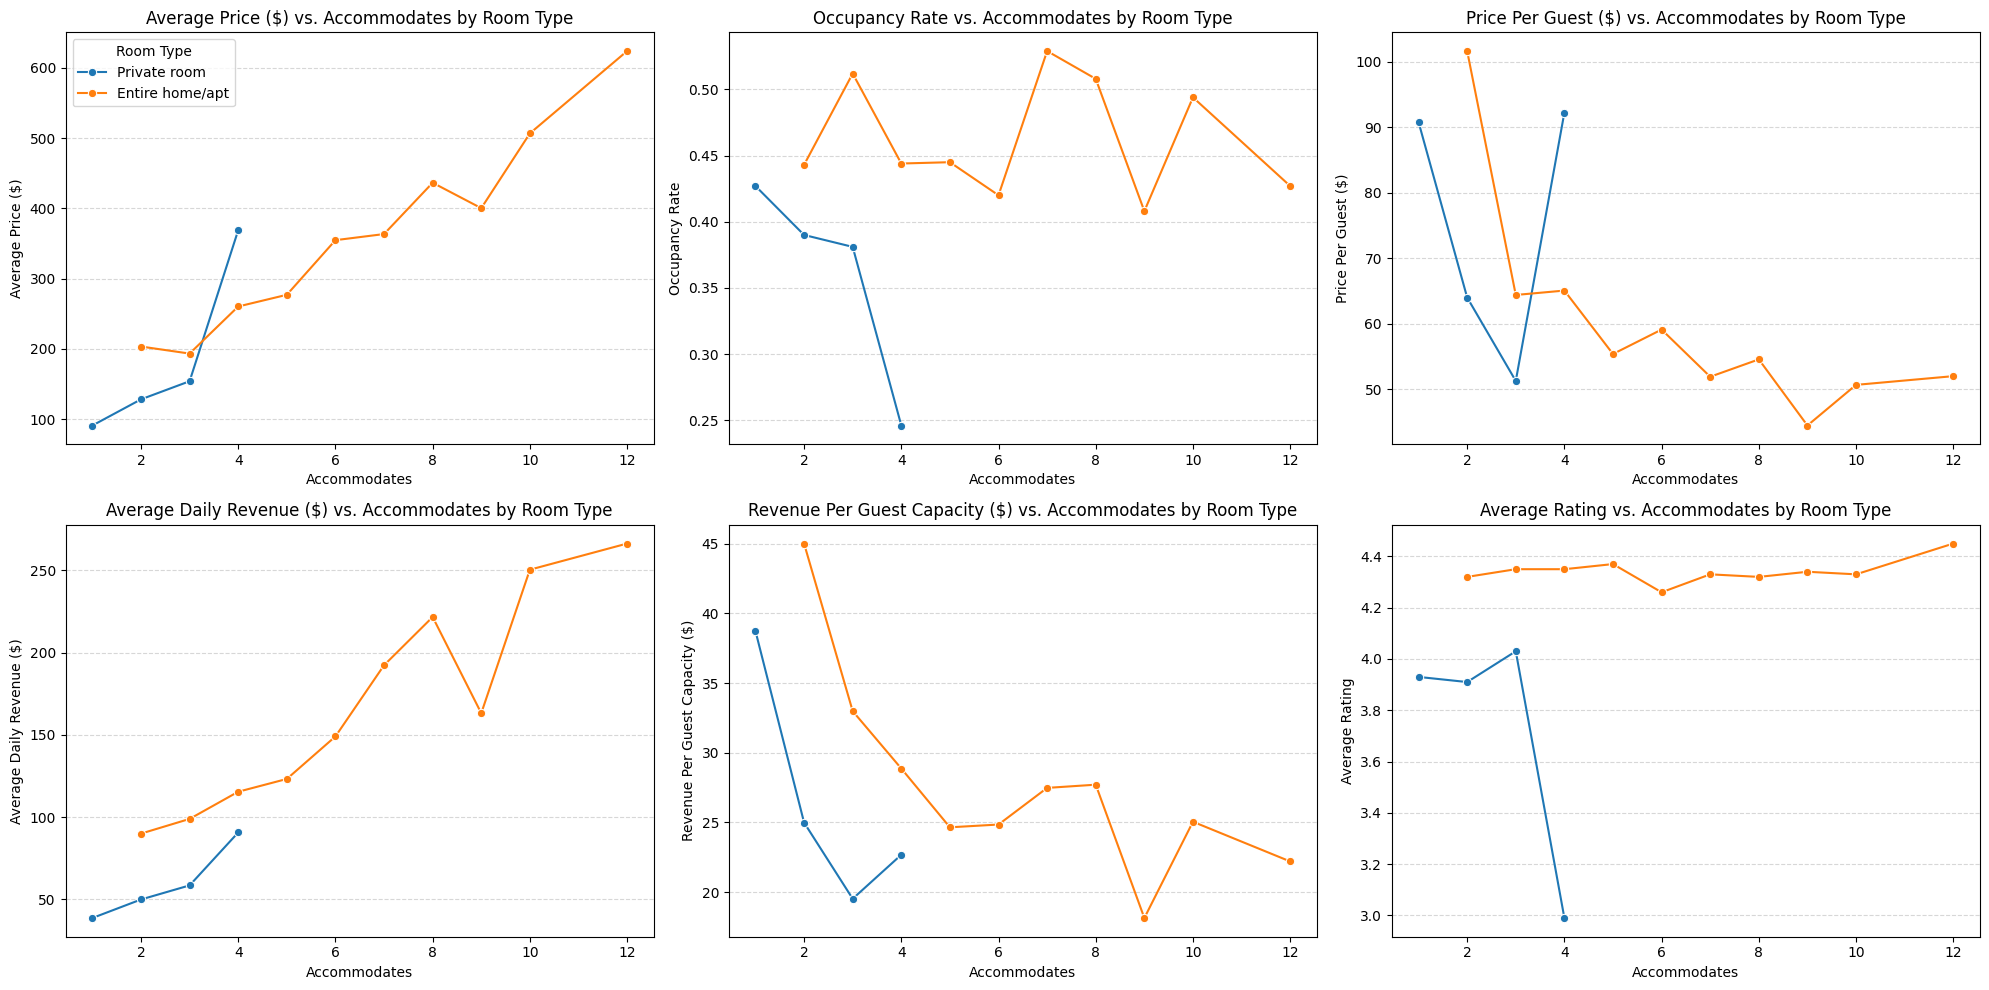 Average Price ($) vs. Accommodates by Room Type
Room Type
Private room
Entire home/apt
600
500
400
300
200
100
Average Price ($)
2 4 6 8 10 12
Accommodates
Occupancy Rate vs. Accommodates by Room Type
0.50
0.45
0.40
0.35
0.30
0.25
Occupancy Rate
2 4 6 8 10 12
Accommodates
Price Per Guest ($) vs. Accommodates by Room Type
100
90
80
70
60
50
Price Per Guest ($)
2 4 6 8 10 12
Accommodates
Average Daily Revenue ($) vs. Accommodates by Room Type
250
200
150
100
50
Average Daily Revenue ($)
2 4 6 8 10 12
Accommodates
Revenue Per Guest Capacity ($) vs. Accommodates by Room Type
45
40
35
30
25
20
Revenue Per Guest Capacity ($)
2 4 6 8 10 12
Accommodates
Average Rating vs. Accommodates by Room Type
4.4
4.2
4.0
3.8
3.6
3.4
3.2
3.0
Average Rating
2 4 6 8 10 12
Accommodates